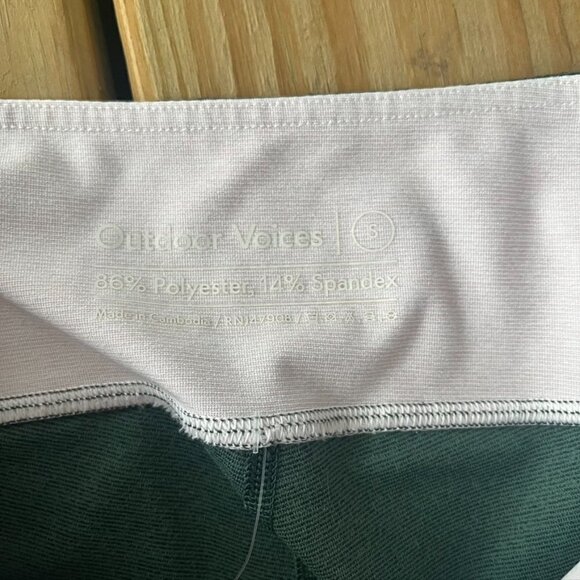 Outdoor Voices | S
86% Polyester, 14% Spandex
Made in Cambodia /